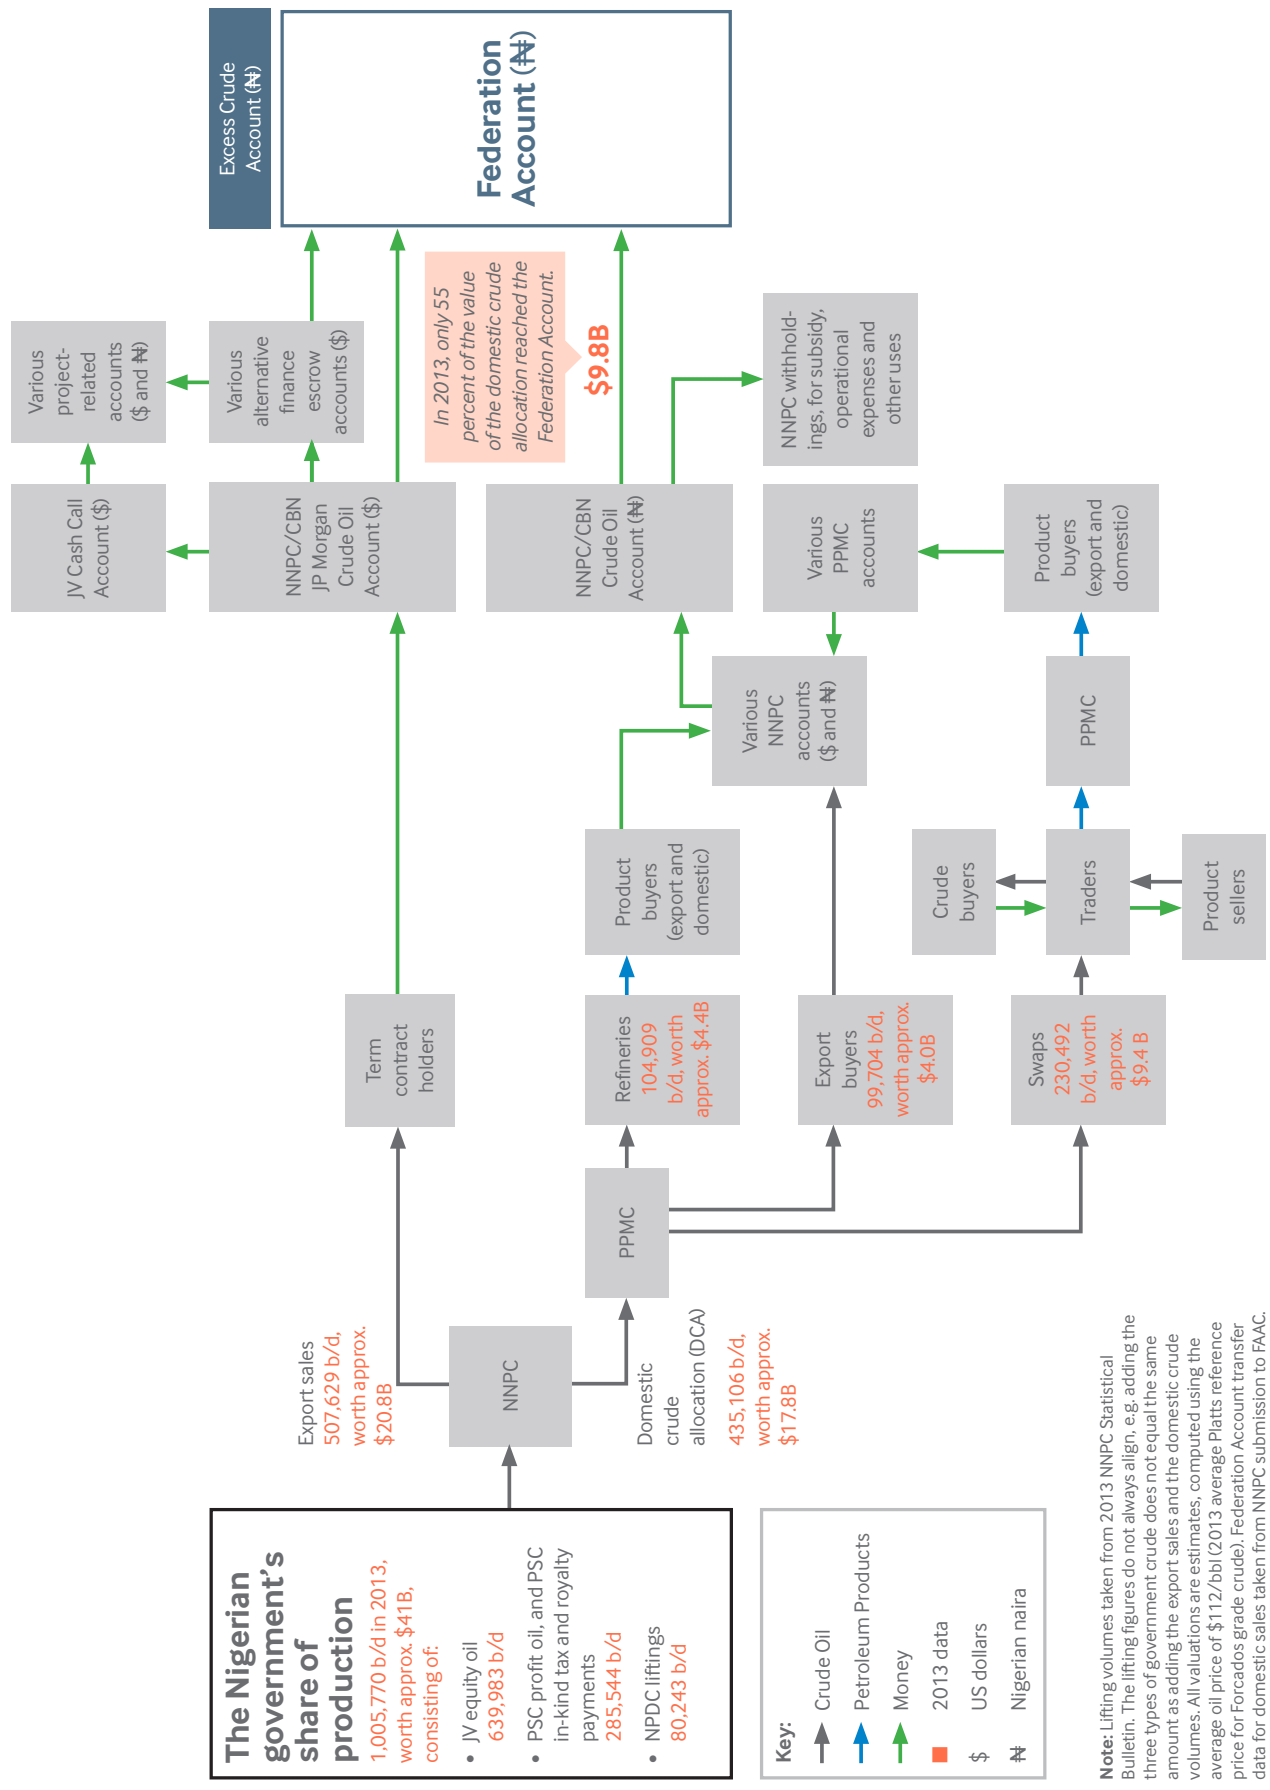 The Nigerian
government's
share of
production
1,005,770 b/d in 2013,
worth approx. $41B,
consisting of:
• JV equity oil
639,983 b/d
• PSC profit oil, and PSC
in-kind tax and royalty
payments
285,544 b/d
• NPDC liftings
80,243 b/d
Key:
Crude Oil
Petroleum Products
Money
2013 data
$ US dollars
₦ Nigerian naira
Note: Lifting volumes taken from 2013 NNPC Statistical
Bulletin. The lifting figures do not always align, e.g. adding the
three types of government crude does not equal the same
amount as adding the export sales and the domestic crude
volumes. All valuations are estimates, computed using the
average oil price of $112/bbl (2013 average Platts reference
price for Forcados grade crude). Federation Account transfer
data for domestic sales taken from NNPC submission to FAAC.
Export sales
507,629 b/d,
worth approx.
$20.8B
NNPC
Domestic
crude
allocation (DCA)
435,106 b/d,
worth approx.
$17.8B
PPMC
Term
contract
holders
Refineries
104,909
b/d, worth
approx. $4.4B
Export
buyers
99,704 b/d,
worth approx.
$4.0B
Swaps
230,492
b/d, worth
approx.
$9.4 B
Product
buyers
(export and
domestic)
Crude
buyers
Traders
Product
sellers
Various
NNPC
accounts
($ and ₦)
PPMC
JV Cash Call
Account ($)
NNPC/CBN
JP Morgan
Crude Oil
Account ($)
NNPC/CBN
Crude Oil
Account (₦)
Various
PPMC
accounts
Product
buyers
(export and
domestic)
Various
project-
related
accounts
($ and ₦)
Various
alternative
finance
escrow
accounts ($)
In 2013, only 55
percent of the value
of the domestic crude
allocation reached the
Federation Account.
$9.8B
NNPC withhold-
ings, for subsidy,
operational
expenses and
other uses
Excess Crude
Account (₦)
Federation
Account (₦)